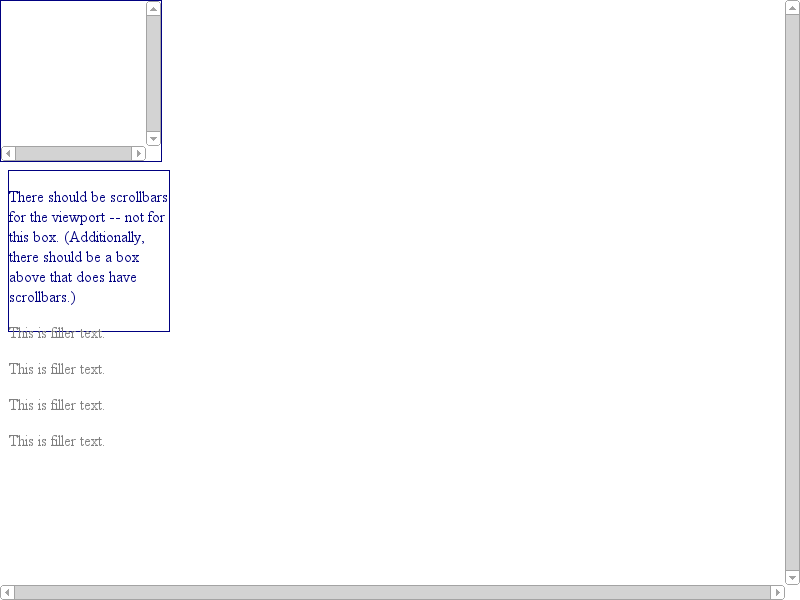 There should be scrollbars
for the viewport -- not for
this box. (Additionally,
there should be a box
above that does have
scrollbars.)
This is filler text.
This is filler text.
This is filler text.
This is filler text.